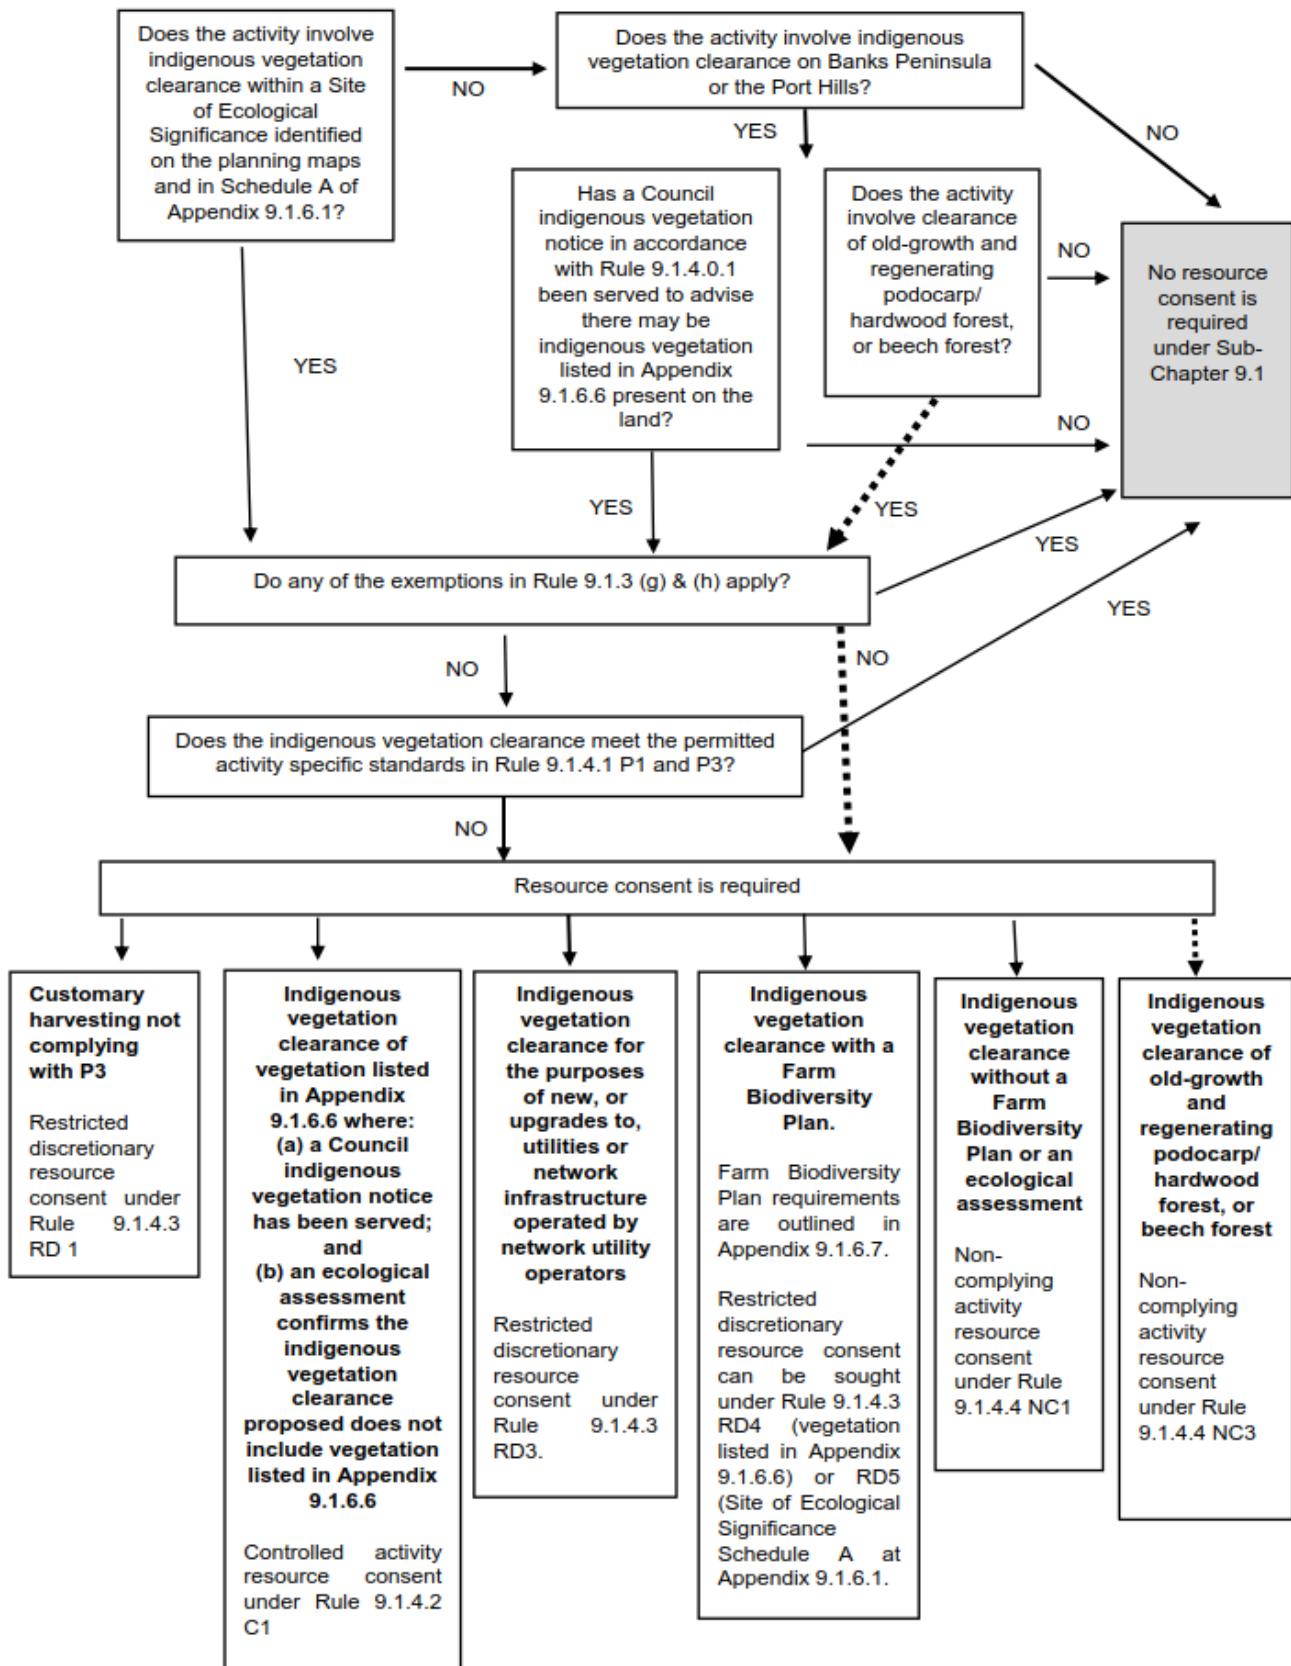 Does the activity involve
indigenous vegetation
clearance within a Site
of Ecological
Significance identified
on the planning maps
and in Schedule A of
Appendix 9.1.6.1?
NO
Does the activity involve indigenous
vegetation clearance on Banks Peninsula
or the Port Hills?
YES
NO
Has a Council
indigenous vegetation
notice in accordance
with Rule 9.1.4.0.1
been served to advise
there may be
indigenous vegetation
listed in Appendix
9.1.6.6 present on the
land?
Does the activity
involve clearance
of old-growth and
regenerating
podocarp/
hardwood forest,
or beech forest?
NO
No resource
consent is
required
under Sub-
Chapter 9.1
YES
NO
YES
YES
Do any of the exemptions in Rule 9.1.3 (g) & (h) apply?
YES
YES
NO
NO
Does the indigenous vegetation clearance meet the permitted
activity specific standards in Rule 9.1.4.1 P1 and P3?
NO
Resource consent is required
Customary
harvesting not
complying
with P3
Restricted
discretionary
resource
consent under
Rule 9.1.4.3
RD 1
Indigenous
vegetation
clearance of
vegetation listed
in Appendix
9.1.6.6 where:
(a) a Council
indigenous
vegetation notice
has been served;
and
(b) an ecological
assessment
confirms the
indigenous
vegetation
clearance
proposed does not
include vegetation
listed in Appendix
9.1.6.6
Controlled activity
resource consent
under Rule 9.1.4.2
C1
Indigenous
vegetation
clearance for
the purposes
of new, or
upgrades to,
utilities or
network
infrastructure
operated by
network utility
operators
Restricted
discretionary
resource
consent under
Rule 9.1.4.3
RD3.
Indigenous
vegetation
clearance with a
Farm
Biodiversity
Plan.
Farm Biodiversity
Plan requirements
are outlined in
Appendix 9.1.6.7.
Restricted
discretionary
resource consent
can be sought
under Rule 9.1.4.3
RD4 (vegetation
listed in Appendix
9.1.6.6) or RD5
(Site of Ecological
Significance
Schedule A at
Appendix 9.1.6.1.
Indigenous
vegetation
clearance
without a
Farm
Biodiversity
Plan or an
ecological
assessment
Non-
complying
activity
resource
consent
under Rule
9.1.4.4 NC1
Indigenous
vegetation
clearance of
old-growth
and
regenerating
podocarp/
hardwood
forest, or
beech forest
Non-
complying
activity
resource
consent
under Rule
9.1.4.4 NC3